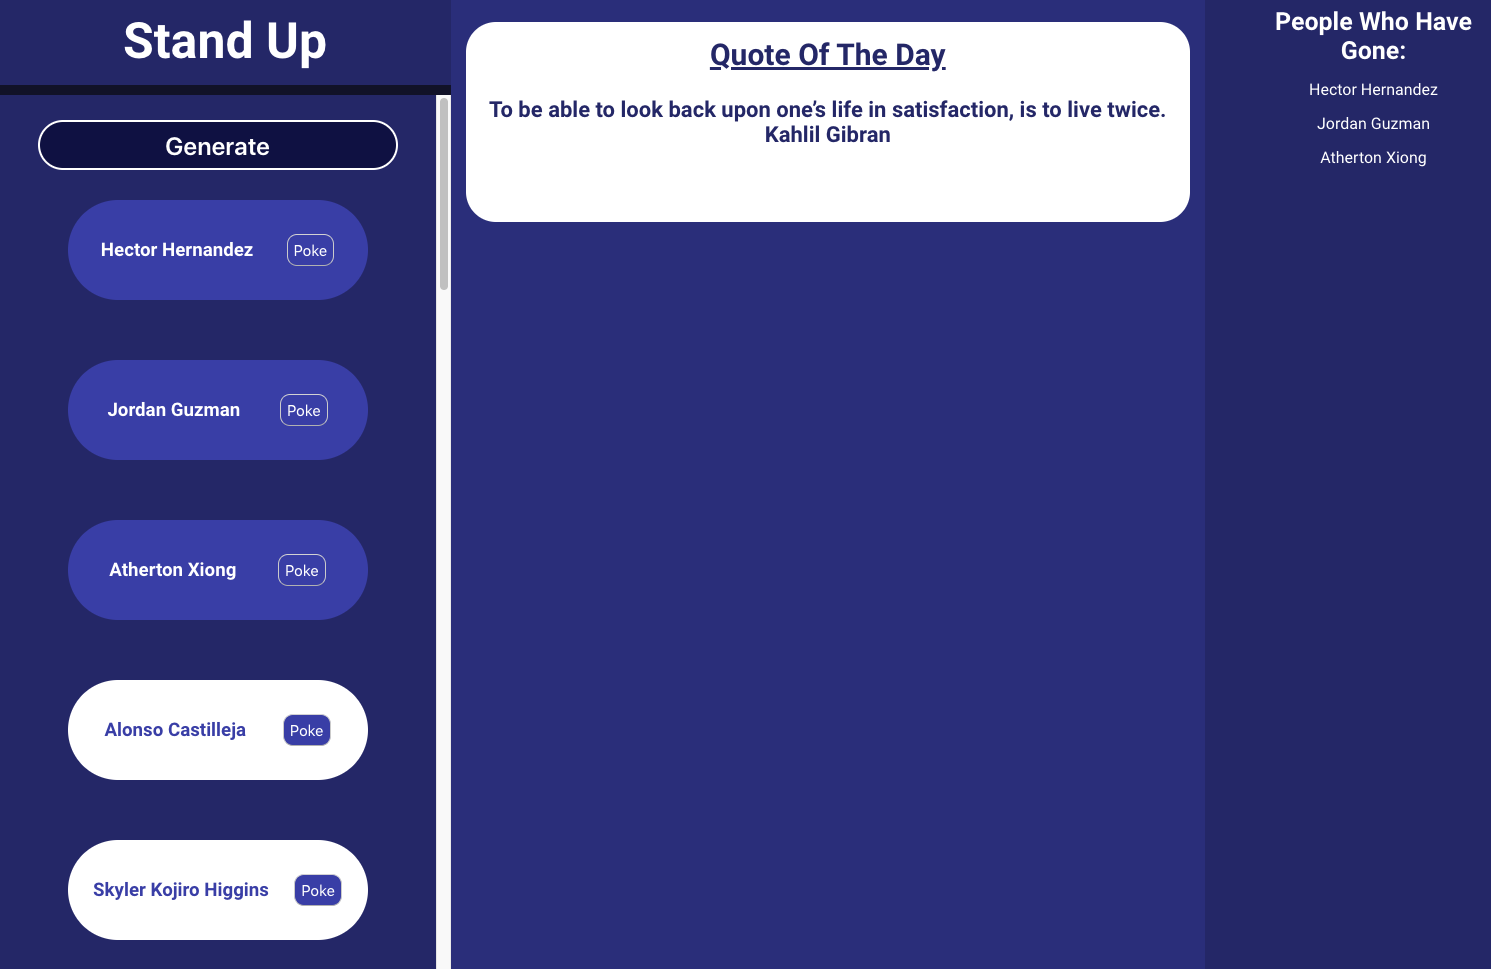 Stand Up
Generate
Hector Hernandez
Poke
Jordan Guzman
Poke
Atherton Xiong
Poke
Alonso Castilleja
Poke
Skyler Kojiro Higgins
Poke
Quote Of The Day
To be able to look back upon one’s life in satisfaction, is to live twice.
Kahlil Gibran
People Who Have
Gone:
Hector Hernandez
Jordan Guzman
Atherton Xiong